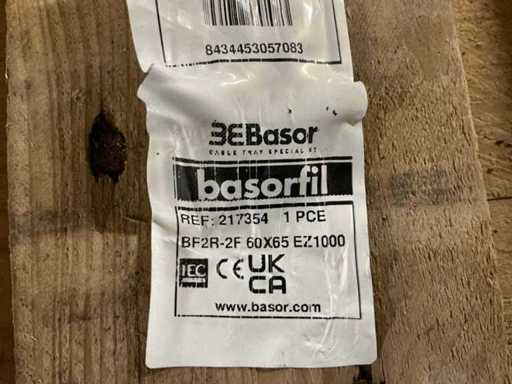 8434453057083
BEBasor
CABLE TRAY SPECIALIST
basorfil
REF: 217354 1 PCE
BF2R-2F 60X65 EZ1000
IEC CE UK
CA
www.basor.com